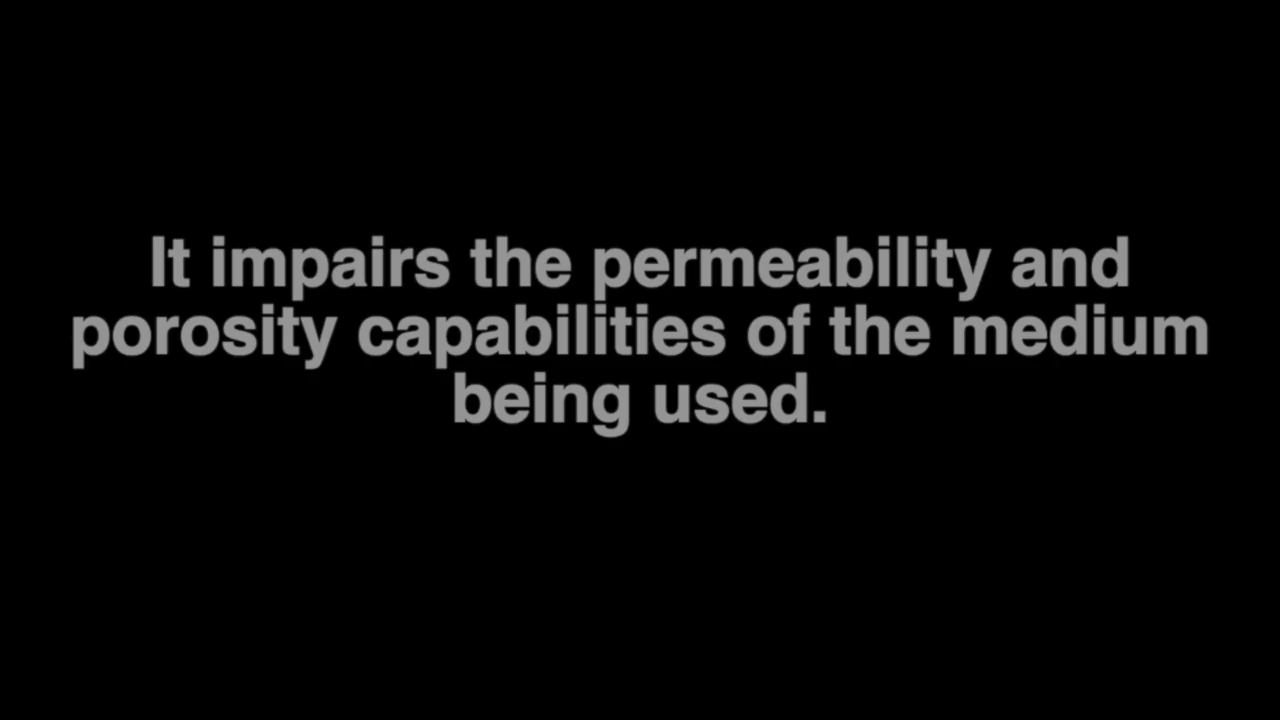 It impairs the permeability and
porosity capabilities of the medium
being used.